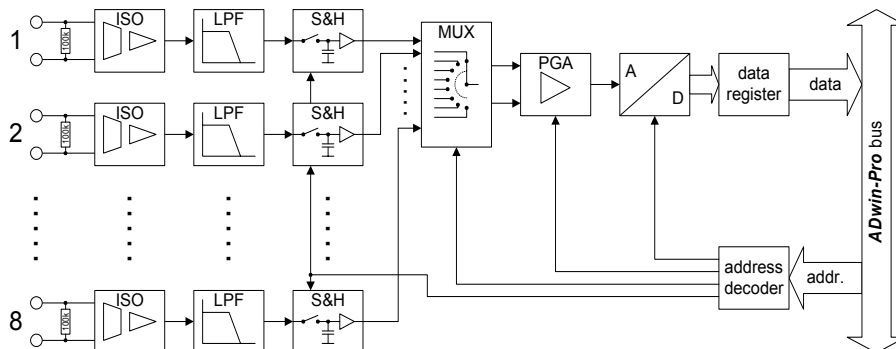 1
100k
ISO
LPF
S&H
MUX
PGA
A
D
data
register
data
2
100k
ISO
LPF
S&H
ADwin-Pro bus
8
100k
ISO
LPF
S&H
address
decoder
addr.